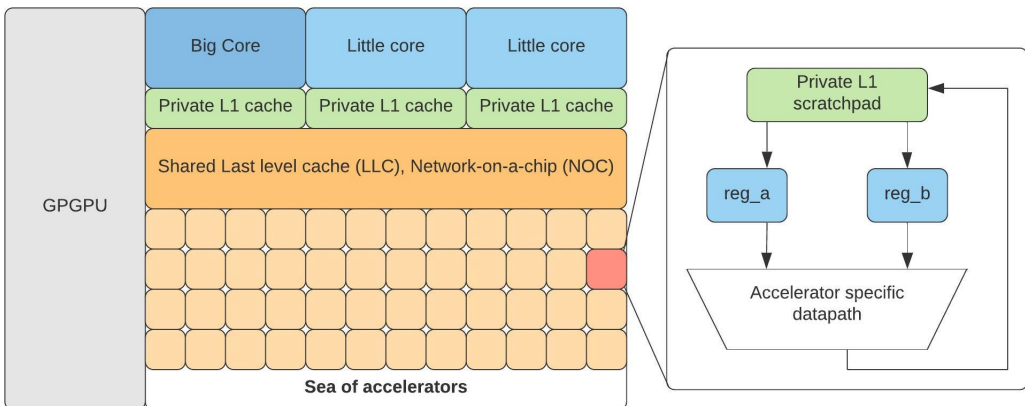 GPGPU
Big Core
Little core
Little core
Private L1 cache
Private L1 cache
Private L1 cache
Shared Last level cache (LLC), Network-on-a-chip (NOC)
Sea of accelerators
Private L1
scratchpad
reg_a
reg_b
Accelerator specific
datapath